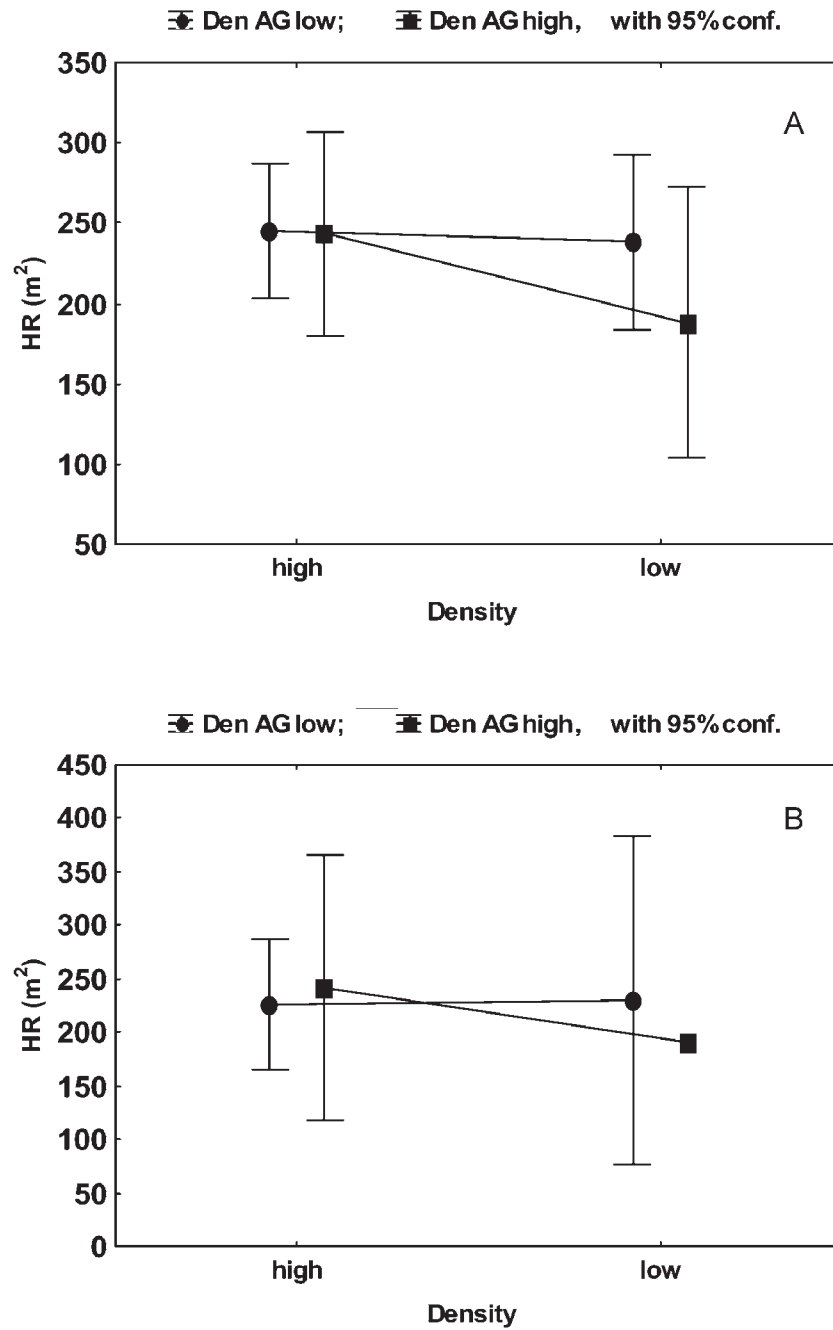 Den AG low; Den AG high, with 95% conf.
A
350
300
250
200
150
100
50
HR (m²)
high low
Density
Den AG low; Den AG high, with 95% conf.
B
450
400
350
300
250
200
150
100
50
0
HR (m²)
high low
Density